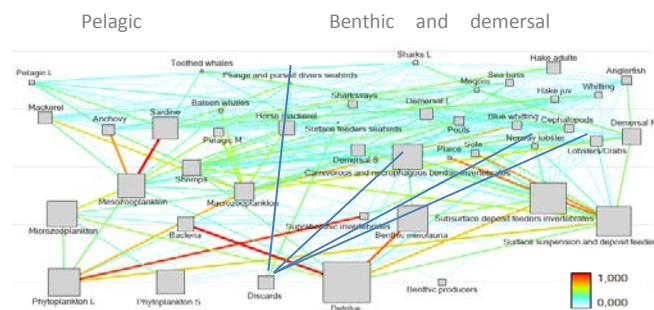 Pelagic
Benthic and demersal
Toothed whales
Sharks L
Hake adulte
Pelagic L
Plunge and pursuit divers seabirds
Sea bass
Anglerfish
Megrim
Mackerel
Baleen whales
Sharks/rays
Hake juv
Whiting
Anchovy
Sardine
Horse mackerel
Demersal L
Blue whiting
Cephalopods
Pelagic M
Surface feeders seabirds
Pouts
Demersal M
Norway lobster
Shrimps
Demersal S
Plaice
Sole
Lobsters/Crabs
Carnivorous and necrophagous benthic invertebrates
Mesozooplankton
Macrozooplankton
Subsurface deposit feeders invertebrates
Microzooplankton
Bacteria
Suprabenthic invertebrates
Benthic meiofauna
Surface suspension and deposit feeder
1,000
0,000
Phytoplankton L
Phytoplankton S
Discards
Detritus
Benthic producers